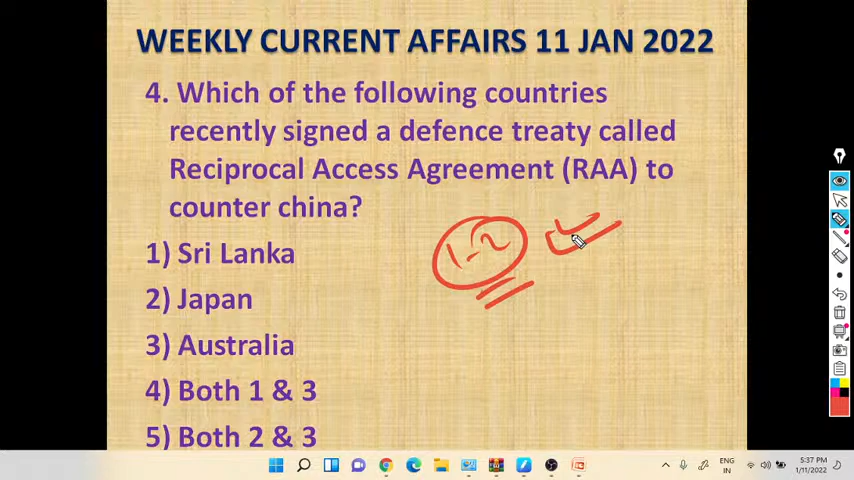 WEEKLY CURRENT AFFAIRS 11 JAN 2022
4. Which of the following countries
recently signed a defence treaty called
Reciprocal Access Agreement (RAA) to
counter china?
1) Sri Lanka
1-2
2) Japan
3) Australia
4) Both 1 & 3
5) Both 2 & 3
ENG
IN
5:37 PM
1/11/2022